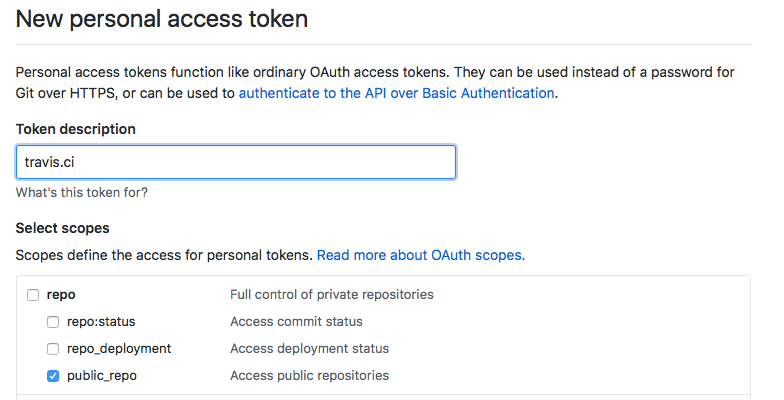 New personal access token
Personal access tokens function like ordinary OAuth access tokens. They can be used instead of a password for
Git over HTTPS, or can be used to authenticate to the API over Basic Authentication.
Token description
travis.ci
What's this token for?
Select scopes
Scopes define the access for personal tokens. Read more about OAuth scopes.
repo Full control of private repositories
repo:status Access commit status
repo_deployment Access deployment status
public_repo Access public repositories